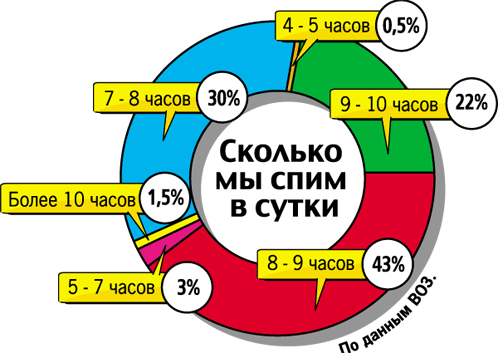 4 - 5 часов 0,5%
7 - 8 часов 30%
9 - 10 часов 22%
Сколько
мы спим
в сутки
Более 10 часов 1,5%
8 - 9 часов 43%
5 - 7 часов 3%
По данным ВОЗ.